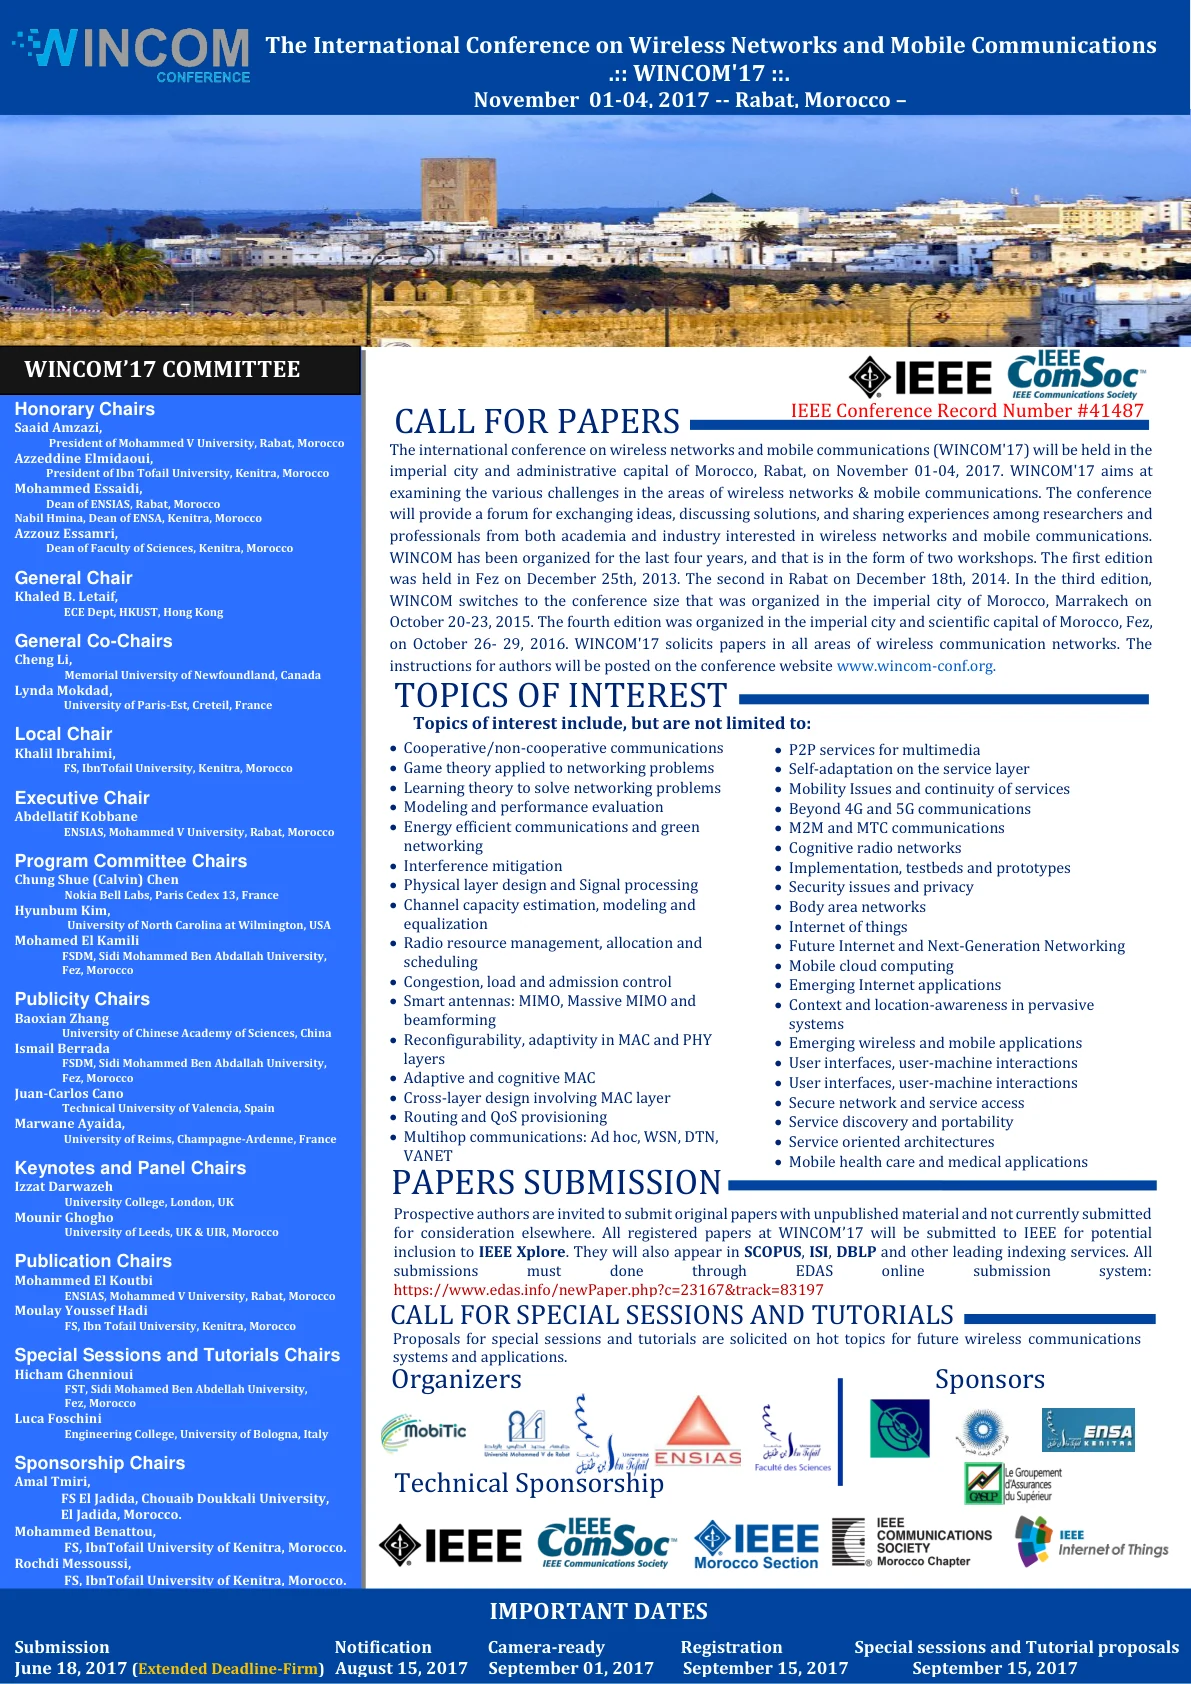 WINCOM
CONFERENCE
The International Conference on Wireless Networks and Mobile Communications
.:: WINCOM'17 ::.
November 01-04, 2017 -- Rabat, Morocco –
WINCOM’17 COMMITTEE
Honorary Chairs
Saaid Amzazi,
President of Mohammed V University, Rabat, Morocco
Azzeddine Elmidaoui,
President of Ibn Tofail University, Kenitra, Morocco
Mohammed Essaidi,
Dean of ENSIAS, Rabat, Morocco
Nabil Hmina, Dean of ENSA, Kenitra, Morocco
Azzouz Essamri,
Dean of Faculty of Sciences, Kenitra, Morocco
General Chair
Khaled B. Letaif,
ECE Dept, HKUST, Hong Kong
General Co-Chairs
Cheng Li,
Memorial University of Newfoundland, Canada
Lynda Mokdad,
University of Paris-Est, Creteil, France
Local Chair
Khalil Ibrahimi,
FS, IbnTofail University, Kenitra, Morocco
Executive Chair
Abdellatif Kobbane
ENSIAS, Mohammed V University, Rabat, Morocco
Program Committee Chairs
Chung Shue (Calvin) Chen
Nokia Bell Labs, Paris Cedex 13, France
Hyunbum Kim,
University of North Carolina at Wilmington, USA
Mohamed El Kamili
FSDM, Sidi Mohammed Ben Abdallah University,
Fez, Morocco
Publicity Chairs
Baoxian Zhang
University of Chinese Academy of Sciences, China
Ismail Berrada
FSDM, Sidi Mohammed Ben Abdallah University,
Fez, Morocco
Juan-Carlos Cano
Technical University of Valencia, Spain
Marwane Ayaida,
University of Reims, Champagne-Ardenne, France
Keynotes and Panel Chairs
Izzat Darwazeh
University College, London, UK
Mounir Ghogho
University of Leeds, UK & UIR, Morocco
Publication Chairs
Mohammed El Koutbi
ENSIAS, Mohammed V University, Rabat, Morocco
Moulay Youssef Hadi
FS, Ibn Tofail University, Kenitra, Morocco
Special Sessions and Tutorials Chairs
Hicham Ghennioui
FST, Sidi Mohamed Ben Abdellah University,
Fez, Morocco
Luca Foschini
Engineering College, University of Bologna, Italy
Sponsorship Chairs
Amal Tmiri,
FS El Jadida, Chouaib Doukkali University,
El Jadida, Morocco.
Mohammed Benattou,
FS, IbnTofail University of Kenitra, Morocco.
Rochdi Messoussi,
FS, IbnTofail University of Kenitra, Morocco.
IEEE
IEEE
ComSoc™
IEEE Communications Society
IEEE Conference Record Number #41487
CALL FOR PAPERS
The international conference on wireless networks and mobile communications (WINCOM'17) will be held in the
imperial city and administrative capital of Morocco, Rabat, on November 01-04, 2017. WINCOM'17 aims at
examining the various challenges in the areas of wireless networks & mobile communications. The conference
will provide a forum for exchanging ideas, discussing solutions, and sharing experiences among researchers and
professionals from both academia and industry interested in wireless networks and mobile communications.
WINCOM has been organized for the last four years, and that is in the form of two workshops. The first edition
was held in Fez on December 25th, 2013. The second in Rabat on December 18th, 2014. In the third edition,
WINCOM switches to the conference size that was organized in the imperial city of Morocco, Marrakech on
October 20-23, 2015. The fourth edition was organized in the imperial city and scientific capital of Morocco, Fez,
on October 26- 29, 2016. WINCOM'17 solicits papers in all areas of wireless communication networks. The
instructions for authors will be posted on the conference website www.wincom-conf.org.
TOPICS OF INTEREST
Topics of interest include, but are not limited to:
• Cooperative/non-cooperative communications
• Game theory applied to networking problems
• Learning theory to solve networking problems
• Modeling and performance evaluation
• Energy efficient communications and green
networking
• Interference mitigation
• Physical layer design and Signal processing
• Channel capacity estimation, modeling and
equalization
• Radio resource management, allocation and
scheduling
• Congestion, load and admission control
• Smart antennas: MIMO, Massive MIMO and
beamforming
• Reconfigurability, adaptivity in MAC and PHY
layers
• Adaptive and cognitive MAC
• Cross-layer design involving MAC layer
• Routing and QoS provisioning
• Multihop communications: Ad hoc, WSN, DTN,
VANET
• P2P services for multimedia
• Self-adaptation on the service layer
• Mobility Issues and continuity of services
• Beyond 4G and 5G communications
• M2M and MTC communications
• Cognitive radio networks
• Implementation, testbeds and prototypes
• Security issues and privacy
• Body area networks
• Internet of things
• Future Internet and Next-Generation Networking
• Mobile cloud computing
• Emerging Internet applications
• Context and location-awareness in pervasive
systems
• Emerging wireless and mobile applications
• User interfaces, user-machine interactions
• User interfaces, user-machine interactions
• Secure network and service access
• Service discovery and portability
• Service oriented architectures
• Mobile health care and medical applications
PAPERS SUBMISSION
Prospective authors are invited to submit original papers with unpublished material and not currently submitted
for consideration elsewhere. All registered papers at WINCOM’17 will be submitted to IEEE for potential
inclusion to IEEE Xplore. They will also appear in SCOPUS, ISI, DBLP and other leading indexing services. All
submissions must done through EDAS online submission system:
https://www.edas.info/newPaper.php?c=23167&track=83197
CALL FOR SPECIAL SESSIONS AND TUTORIALS
Proposals for special sessions and tutorials are solicited on hot topics for future wireless communications
systems and applications.
Organizers
MobiTic
Université Mohammed V de Rabat
Université
Ibn Tofail
ENSIAS
Université
Ibn Tofail
Faculté des Sciences
Sponsors
ENSA
KENITRA
GASUP
Le Groupement
d'Assurances
du Supérieur
Technical Sponsorship
IEEE
IEEE
ComSoc™
IEEE Communications Society
IEEE
Morocco Section
IEEE
COMMUNICATIONS
SOCIETY
Morocco Chapter
IEEE
Internet of Things
IMPORTANT DATES
Submission
June 18, 2017 (Extended Deadline-Firm)
Notification
August 15, 2017
Camera-ready
September 01, 2017
Registration
September 15, 2017
Special sessions and Tutorial proposals
September 15, 2017